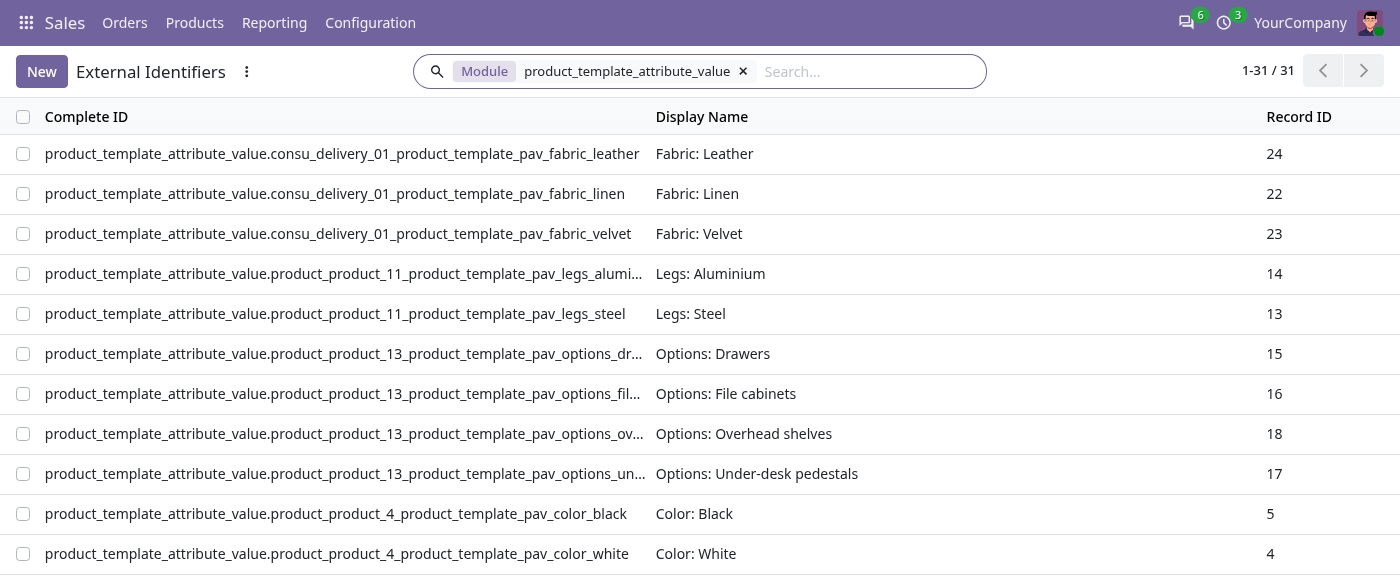 Sales Orders Products Reporting Configuration 6 3 YourCompany
New External Identifiers Module product_template_attribute_value Search... 1-31 / 31
Complete ID Display Name Record ID
product_template_attribute_value.consu_delivery_01_product_template_pav_fabric_leather Fabric: Leather 24
product_template_attribute_value.consu_delivery_01_product_template_pav_fabric_linen Fabric: Linen 22
product_template_attribute_value.consu_delivery_01_product_template_pav_fabric_velvet Fabric: Velvet 23
product_template_attribute_value.product_product_11_product_template_pav_legs_alumi... Legs: Aluminium 14
product_template_attribute_value.product_product_11_product_template_pav_legs_steel Legs: Steel 13
product_template_attribute_value.product_product_13_product_template_pav_options_dr... Options: Drawers 15
product_template_attribute_value.product_product_13_product_template_pav_options_fil... Options: File cabinets 16
product_template_attribute_value.product_product_13_product_template_pav_options_ov... Options: Overhead shelves 18
product_template_attribute_value.product_product_13_product_template_pav_options_un... Options: Under-desk pedestals 17
product_template_attribute_value.product_product_4_product_template_pav_color_black Color: Black 5
product_template_attribute_value.product_product_4_product_template_pav_color_white Color: White 4